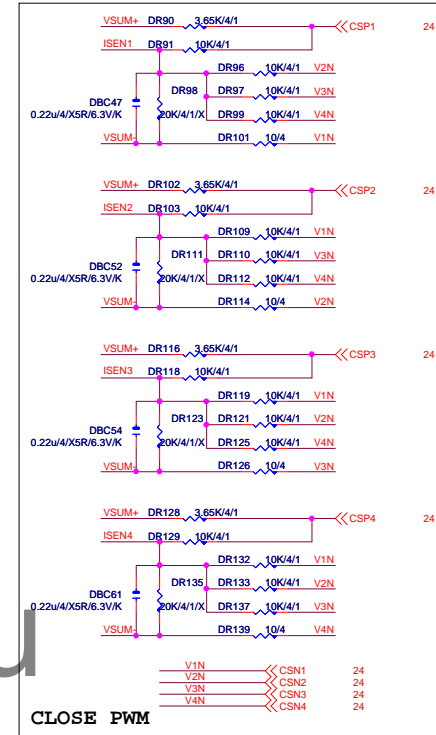 VSUM+ DR90 3.65K/4/1 CSP1 24
ISEN1 DR91 10K/4/1
DR96 10K/4/1 V2N
DR98 DR97 10K/4/1 V3N
DBC47
0.22u/4/X5R/6.3V/K 20K/4/1/X DR99 10K/4/1 V4N
VSUM- DR101 10/4 V1N
VSUM+ DR102 3.65K/4/1 CSP2 24
ISEN2 DR103 10K/4/1
DR109 10K/4/1 V1N
DR111 DR110 10K/4/1 V3N
DBC52
0.22u/4/X5R/6.3V/K 20K/4/1/X DR112 10K/4/1 V4N
VSUM- DR114 10/4 V2N
VSUM+ DR116 3.65K/4/1 CSP3 24
ISEN3 DR118 10K/4/1
DR119 10K/4/1 V1N
DR123 DR121 10K/4/1 V2N
DBC54
0.22u/4/X5R/6.3V/K 20K/4/1/X DR125 10K/4/1 V4N
VSUM- DR126 10/4 V3N
VSUM+ DR128 3.65K/4/1 CSP4 24
ISEN4 DR129 10K/4/1
DR132 10K/4/1 V1N
DR135 DR133 10K/4/1 V2N
DBC61
0.22u/4/X5R/6.3V/K 20K/4/1/X DR137 10K/4/1 V3N
VSUM- DR139 10/4 V4N
V1N CSN1 24
V2N CSN2 24
V3N CSN3 24
V4N CSN4 24
CLOSE PWM